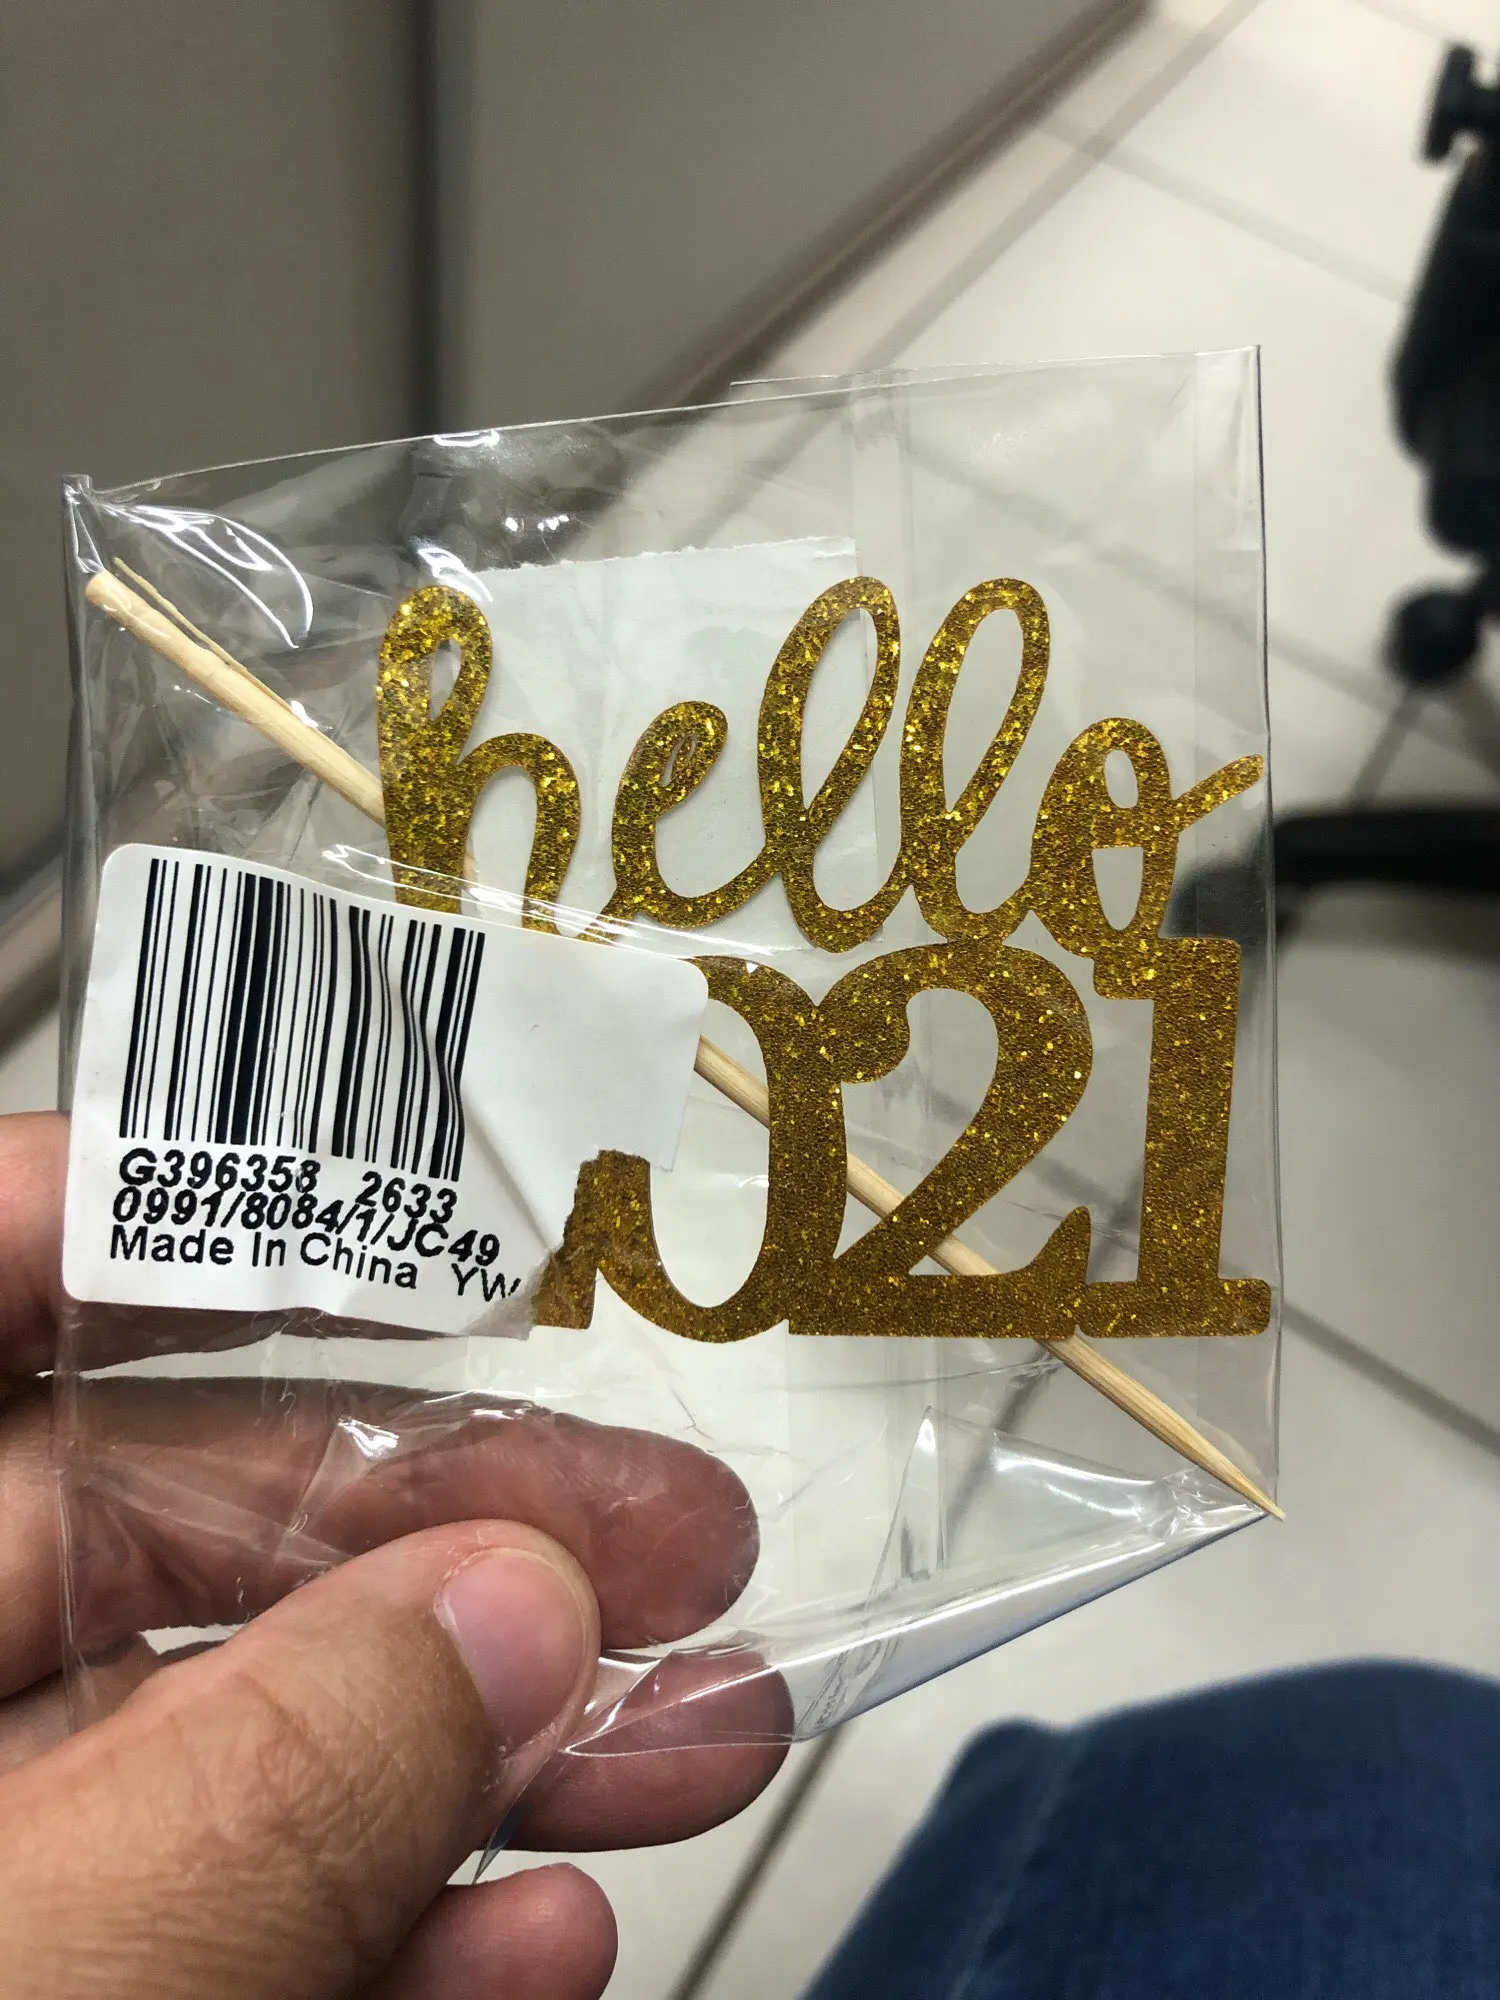 hello
021
G396358 2633
0991/8084/1/JC49
Made In China YW